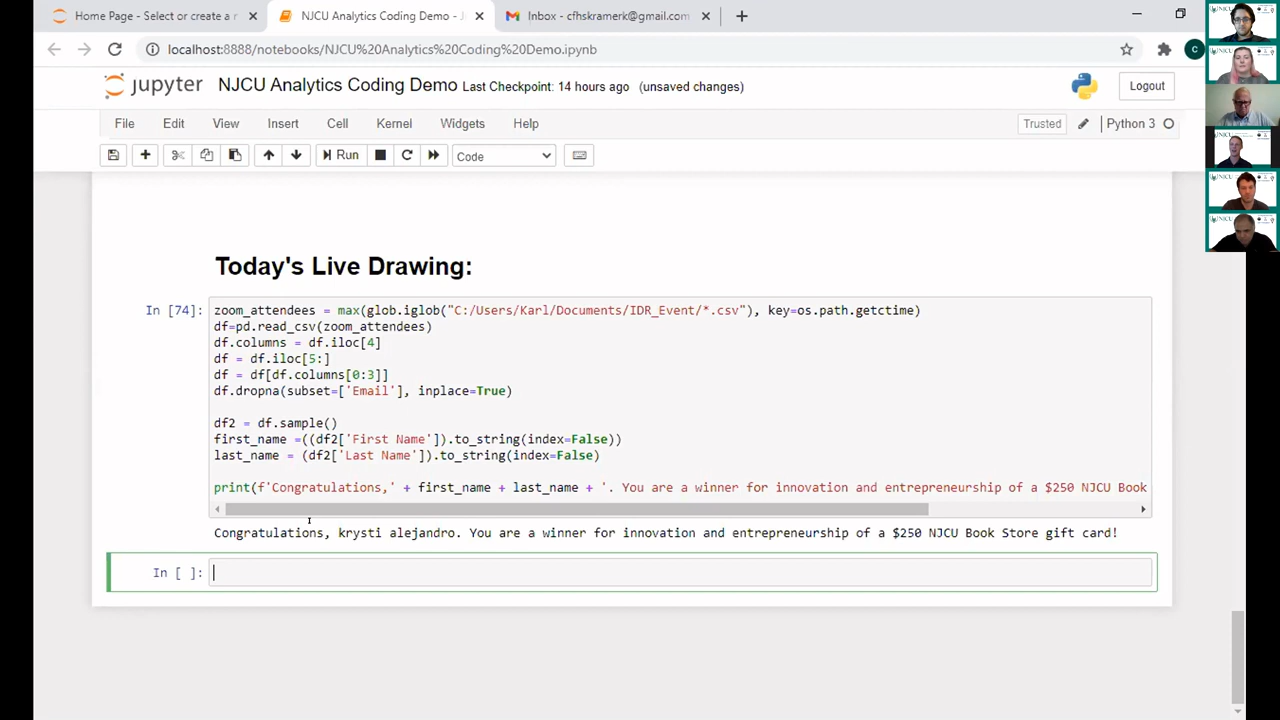 Home Page - Select or create a n
NJCU Analytics Coding Demo - J
Inbox - cfhskramerk@gmail.com
localhost:8888/notebooks/NJCU%20Analytics%20Coding%20Demo.ipynb
C
jupyter NJCU Analytics Coding Demo Last Checkpoint: 14 hours ago (unsaved changes)
Logout
File Edit View Insert Cell Kernel Widgets Help
Trusted
Python 3
Run
Code
Today's Live Drawing:
In [74]:
zoom_attendees = max(glob.iglob("C:/Users/Karl/Documents/IDR_Event/*.csv"), key=os.path.getctime)
df=pd.read_csv(zoom_attendees)
df.columns = df.iloc[4]
df = df.iloc[5:]
df = df[df.columns[0:3]]
df.dropna(subset=['Email'], inplace=True)
df2 = df.sample()
first_name =((df2['First Name']).to_string(index=False))
last_name = (df2['Last Name']).to_string(index=False)
print(f'Congratulations,' + first_name + last_name + '. You are a winner for innovation and entrepreneurship of a $250 NJCU Book
Congratulations, krysti alejandro. You are a winner for innovation and entrepreneurship of a $250 NJCU Book Store gift card!
In [ ]: